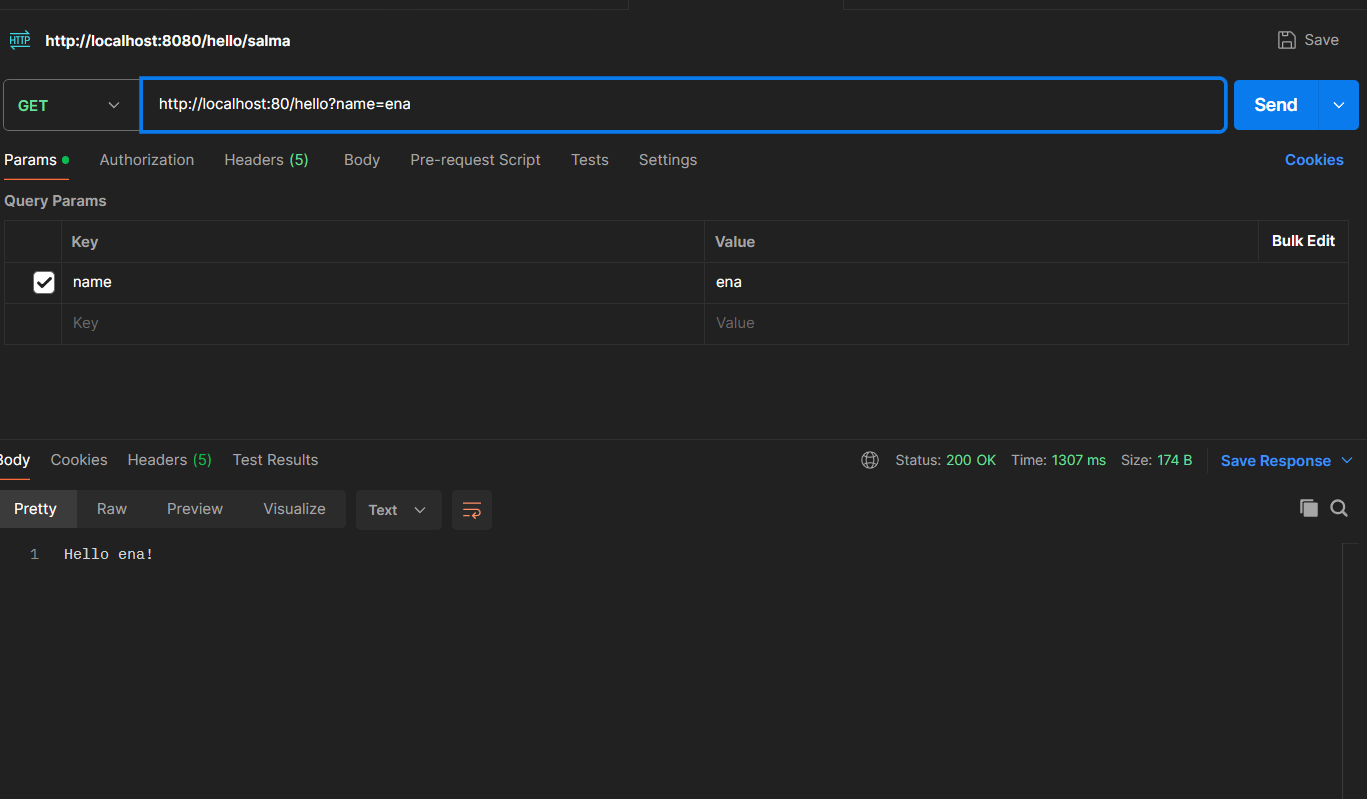 HTTP http://localhost:8080/hello/salma Save
GET http://localhost:80/hello?name=ena Send
Params Authorization Headers (5) Body Pre-request Script Tests Settings Cookies
Query Params
Key Value Bulk Edit
name ena
Key Value
Body Cookies Headers (5) Test Results Status: 200 OK Time: 1307 ms Size: 174 B Save Response
Pretty Raw Preview Visualize Text
1 Hello ena!